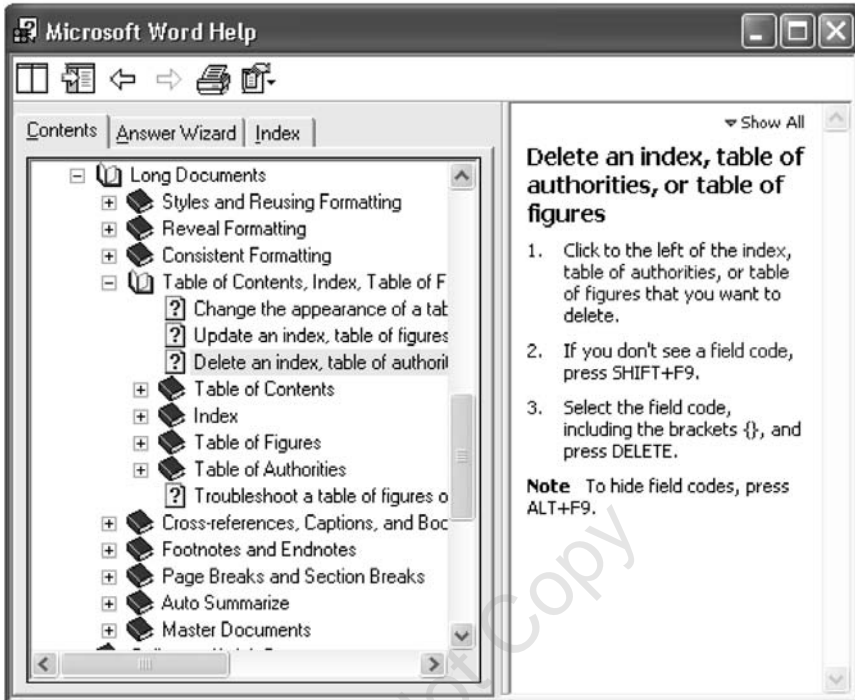 Microsoft Word Help
Contents
Answer Wizard
Index
Long Documents
Styles and Reusing Formatting
Reveal Formatting
Consistent Formatting
Table of Contents, Index, Table of F
Change the appearance of a tab
Update an index, table of figures
Delete an index, table of authorit
Table of Contents
Index
Table of Figures
Table of Authorities
Troubleshoot a table of figures o
Cross-references, Captions, and Boo
Footnotes and Endnotes
Page Breaks and Section Breaks
Auto Summarize
Master Documents
Show All
Delete an index, table of
authorities, or table of
figures
1. Click to the left of the index,
table of authorities, or table
of figures that you want to
delete.
2. If you don't see a field code,
press SHIFT+F9.
3. Select the field code,
including the brackets {}, and
press DELETE.
Note To hide field codes, press
ALT+F9.
Copy